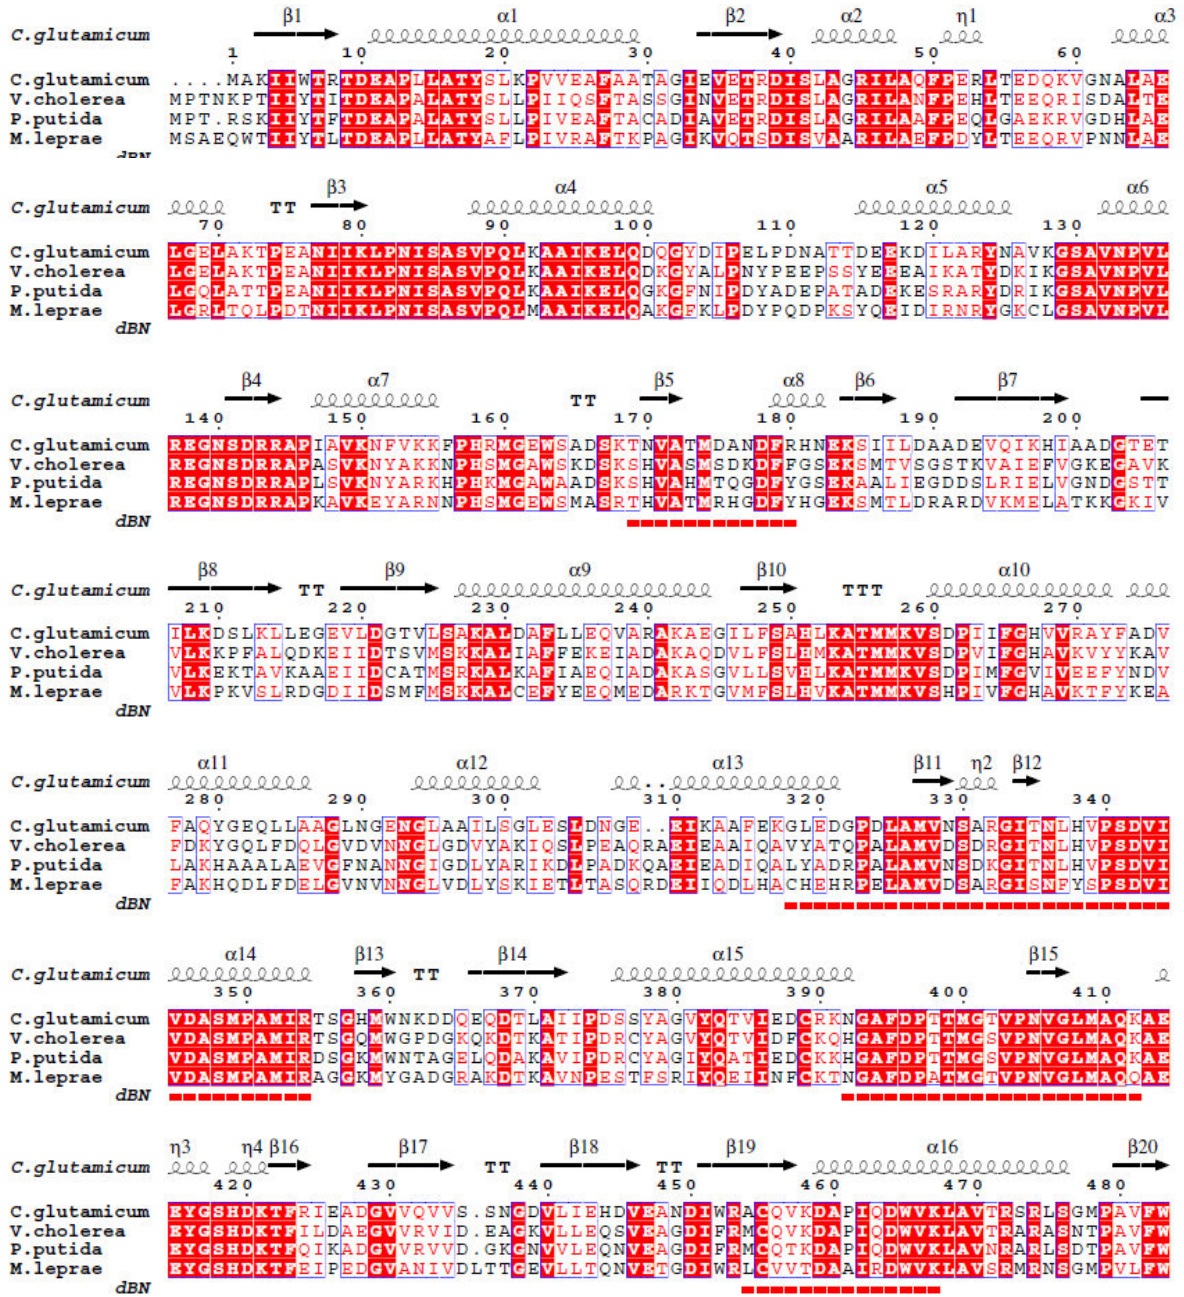 β1 α1 β2 α2 η1 α3
C.glutamicum
1 10 20 30 40 50 60
C.glutamicum ....MAKIIWTRTDEAPLLATYSLKPVVEAFAATAGIEVETRDISLAGRILAQFPERLTEDQKVGNALAE
V.cholerea MPTNKPTIIYTITDEAPALATYSLLPIIQSFTASSGINVETRDISLAGRILANFPEHLTEEQRISDALTE
P.putida MPT.RSKIIYTFTDEAPALATYSLLPIVEAFTACADIAVETRDISLAGRILAAFPEQLGAEKRVGDHLAE
M.leprae MSAEQWTIIYTLTDEAPLLATYAFLPIVRAFTKPAGIKVQTSDISVAARILAEFPDYLTEEQRVPNNLAE
dBN
β3 α4 α5 α6
C.glutamicum TT
70 80 90 100 110 120 130
C.glutamicum LGELAKTPEANIIKLPNISASVPQLKAAIKELQDQGYDIPELPDNATTDEEKDILARYNAVKGSAVNPVL
V.cholerea LGELAKTPEANIIKLPNISASVPQLKAAIKELQDKGYALPNYPEEPSSYEEEAIKATYDKIKGSAVNPVL
P.putida LGQLATTPEANIIKLPNISASVPQLKAAIKELQGKGFNIPDYADEPATADEKESRARYDRIKGSAVNPVL
M.leprae LGRLTQLPDTNIIKLPNISASVPQLMAAIKELQAKGFKLPDYPQDPKSYQEIDIRNRYGKCLGSAVNPVL
dBN
β4 α7 β5 α8 β6 β7
C.glutamicum TT
140 150 160 170 180 190 200
C.glutamicum REGNSDRRAPIAVKNFVKKFPHRMGEWSADSKTNVATMDANDFRHNEKSIILDAADEVQIKHIAADGTET
V.cholerea REGNSDRRAPASVKNYAKKNPHSMGAWSKDSKSHVASMSDKDFFGSEKSMTVSGSTKVAIEFVGKEGAVK
P.putida REGNSDRRAPLSVKNYARKHPHKMGAWAADSKSHVAHMTQGDFYGSEKAALIEGDDSLRIELVGNDGSTT
M.leprae REGNSDRRAPKAVKEYARNNPHSMGEWSMASRTHVATMRHGDFYHGEKSMTLDRARDVKMELATKKGKIV
dBN
β8 β9 α9 β10 α10
C.glutamicum TT TTT
210 220 230 240 250 260 270
C.glutamicum ILKDSLKLLEGEVLDGTVLSAKALDAFLLEQVARAKAEGILFSAHLKATMMKVSDPIIFGHVVRAYFADV
V.cholerea VLKKPFALQDKEIIDTSVMSKKALIAFFEKEIADAKAQDVLFSLHMKATMMKVSDPVIFGHAVKVYYKAV
P.putida VLKEKTAVKAAEIIDCATMSRKALKAFIAEQIADAKASGVLLSVHLKATMMKVSDPIMFGVIVEEFYNDV
M.leprae VLKPKVSLRDGDIIDSMFMSKKALCEFYEEQMEDARKTGVMFSLHVKATMMKVSHPIVFGHAVKTFYKEA
dBN
α11 α12 α13 β11 η2 β12
C.glutamicum ..
280 290 300 310 320 330 340
C.glutamicum FAQYGEQLLAAGLNGENGLAAILSGLESLDNGE..EIKAAFEKGLEDGPDLAMVNSARGITNLHVPSDVI
V.cholerea FDKYGQLFDQLGVDVNNGLGDVYAKIQSLPEAQRAEIEAAIQAVYATQPALAMVDSDRGITNLHVPSDVI
P.putida LAKHAAALAEVGFNANNGIGDLYARIKDLPADKQAEIEADIQALYADRPALAMVNSDKGITNLHVPSDVI
M.leprae FAKHQDLFDELGVNVNNGLVDLYSKIETLTASQRDEIIQDLHACHEHRPELAMVDSARGISNFYSPSDVI
dBN
α14 β13 β14 α15 β15
C.glutamicum TT
350 360 370 380 390 400 410
C.glutamicum VDASMPAMIRTSGHMWNKDDQEQDTLAIIPDSSYAGVYQTVIEDCRKNGAFDPTTMGTVPNVGLMAQKAE
V.cholerea VDASMPAMIRTSGQMWGPDGKQKDTKATIPDRCYAGVYQTVIDFCKQHGAFDPTTMGSVPNVGLMAQKAE
P.putida VDASMPAMIRDSGKMWNTAGELQDAKAVIPDRCYAGIYQATIEDCKKHGAFDPTTMGSVPNVGLMAQKAE
M.leprae VDASMPAMIRAGGKMYGADGRAKDTKAVNPESTFSRIYQEIINFCKTNGAFDPATMGTVPNVGLMAQQAE
dBN
η3 η4 β16 β17 β18 β19 α16 β20
C.glutamicum TT TT
420 430 440 450 460 470 480
C.glutamicum EYGSHDKTFRIEADGVVQVVS.SNGDVLIEHDVEANDIWRACQVKDAPIQDWVKLAVTRSRLSGMPAVFW
V.cholerea EYGSHDKTFILDAEGVVRVID.EAGKVLLEQSVEAGDIFRMCQVKDAPIQDWVKLAVTRARASNTPAVFW
P.putida EYGSHDKTFQIKADGVVRVVD.GKGNVVLEQNVEAGDIFRMCQTKDAPIQDWVKLAVNRARLSDTPAVFW
M.leprae EYGSHDKTFEIPEDGVANIVDLTTGEVLLTQNVETGDIWRLCVVTDAAIRDWVKLAVSRMRNSGMPVLFW
dBN